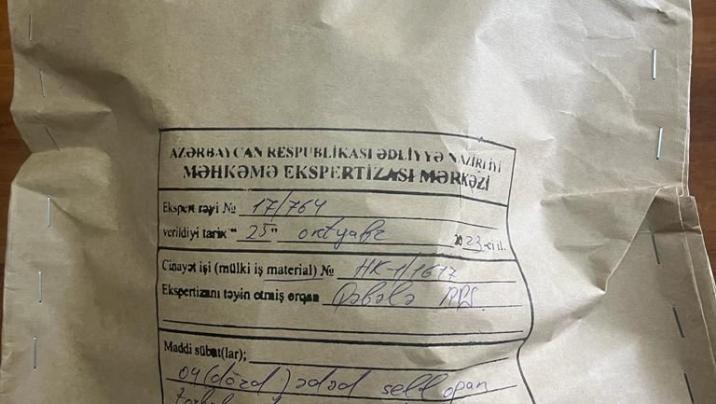 AZƏRBAYCAN RESPUBLİKASI ƏDLİYYƏ NAZİRLİYİ
MƏHKƏMƏ EKSPERTİZASI MƏRKƏZİ
Ekspert rəyi № 17/764
verildiyi tarix " 25 " oktyabr 2023-cü il.
Cinayət işi (mülki iş material) № HK-1/1617
Ekspertizanı təyin etmiş orqan Qəbələ RPŞ
Maddi sübut(lar);
04 (dörd) ədəd sellofan